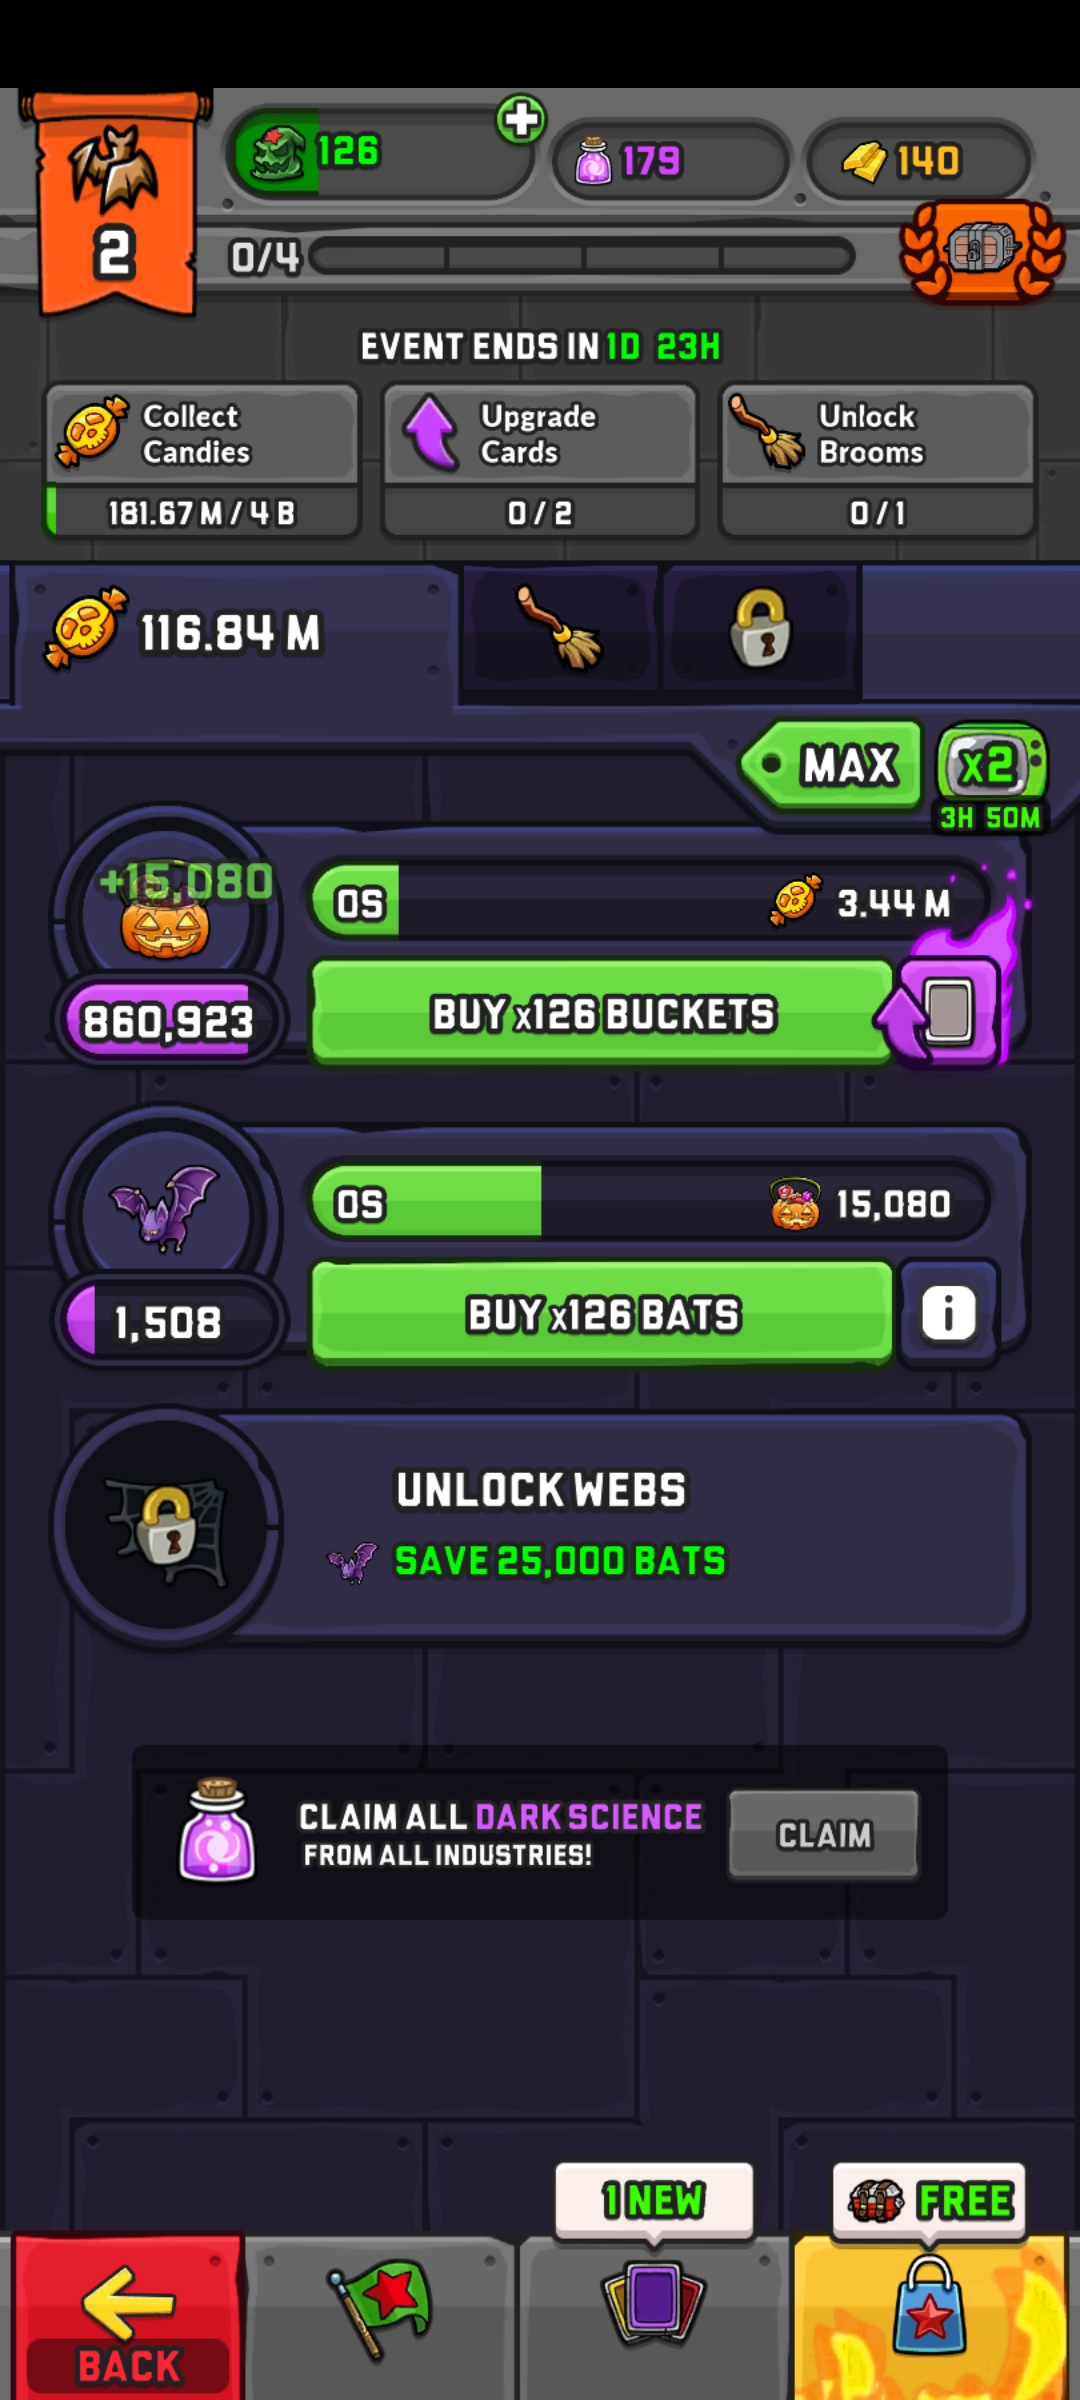 126
179
140
2
0/4
EVENT ENDS IN 1D 23H
Collect
Candies
Upgrade
Cards
Unlock
Brooms
181.67 M / 4 B
0 / 2
0 / 1
116.84 M
MAX
x2
3H 50M
+15,080
0S
3.44 M
860,923
BUY x126 BUCKETS
0S
15,080
1,508
BUY x126 BATS
i
UNLOCK WEBS
SAVE 25,000 BATS
CLAIM ALL DARK SCIENCE
FROM ALL INDUSTRIES!
CLAIM
1 NEW
FREE
BACK